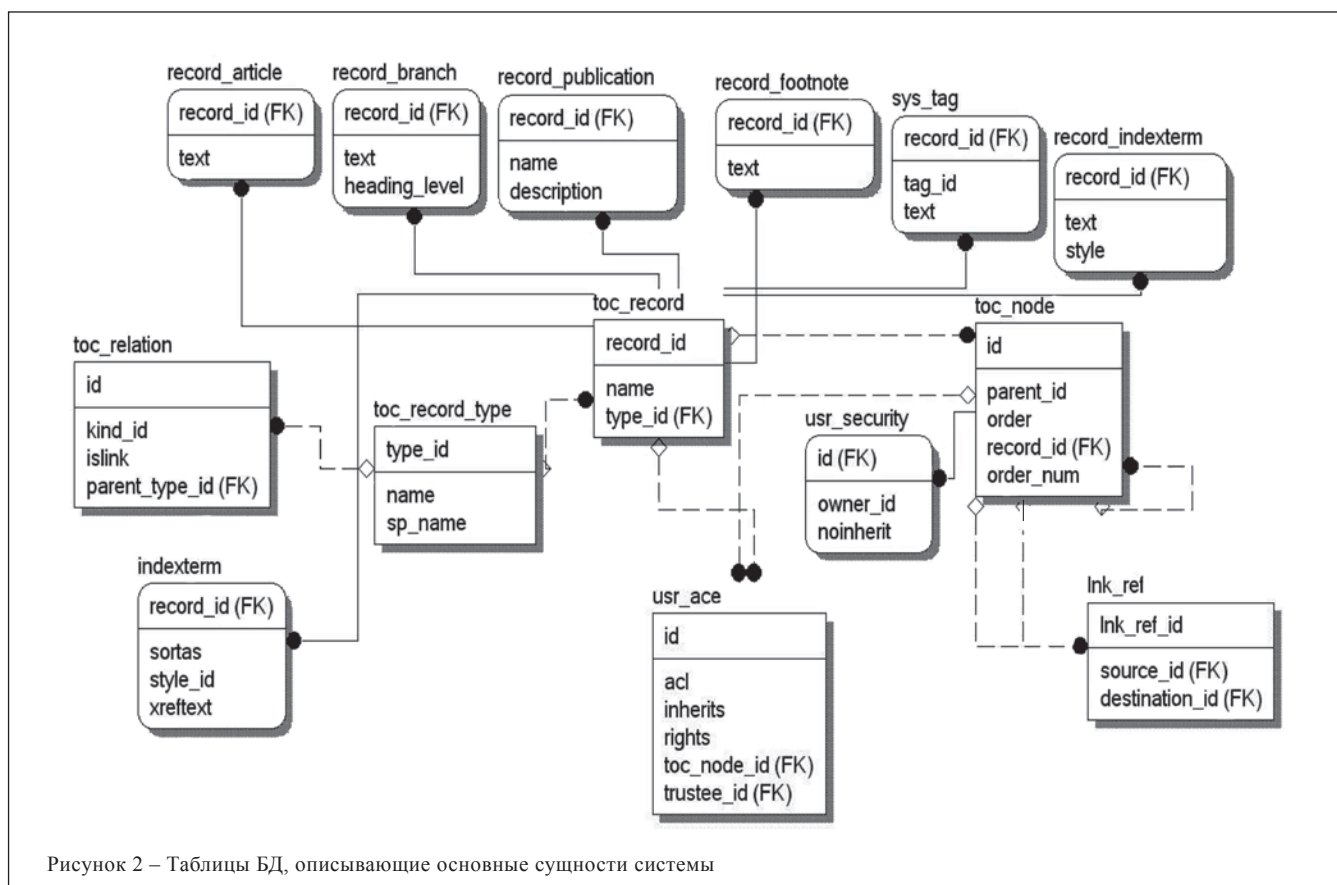 record_article
record_id (FK)
text
record_branch
record_id (FK)
text
heading_level
record_publication
record_id (FK)
name
description
record_footnote
record_id (FK)
text
sys_tag
record_id (FK)
tag_id
text
record_indexterm
record_id (FK)
text
style
toc_relation
id
kind_id
islink
parent_type_id (FK)
toc_record_type
type_id
name
sp_name
toc_record
record_id
name
type_id (FK)
usr_security
id (FK)
owner_id
noinherit
toc_node
id
parent_id
order
record_id (FK)
order_num
indexterm
record_id (FK)
sortas
style_id
xreftext
usr_ace
id
acl
inherits
rights
toc_node_id (FK)
trustee_id (FK)
lnk_ref
lnk_ref_id
source_id (FK)
destination_id (FK)
Рисунок 2 – Таблицы БД, описывающие основные сущности системы